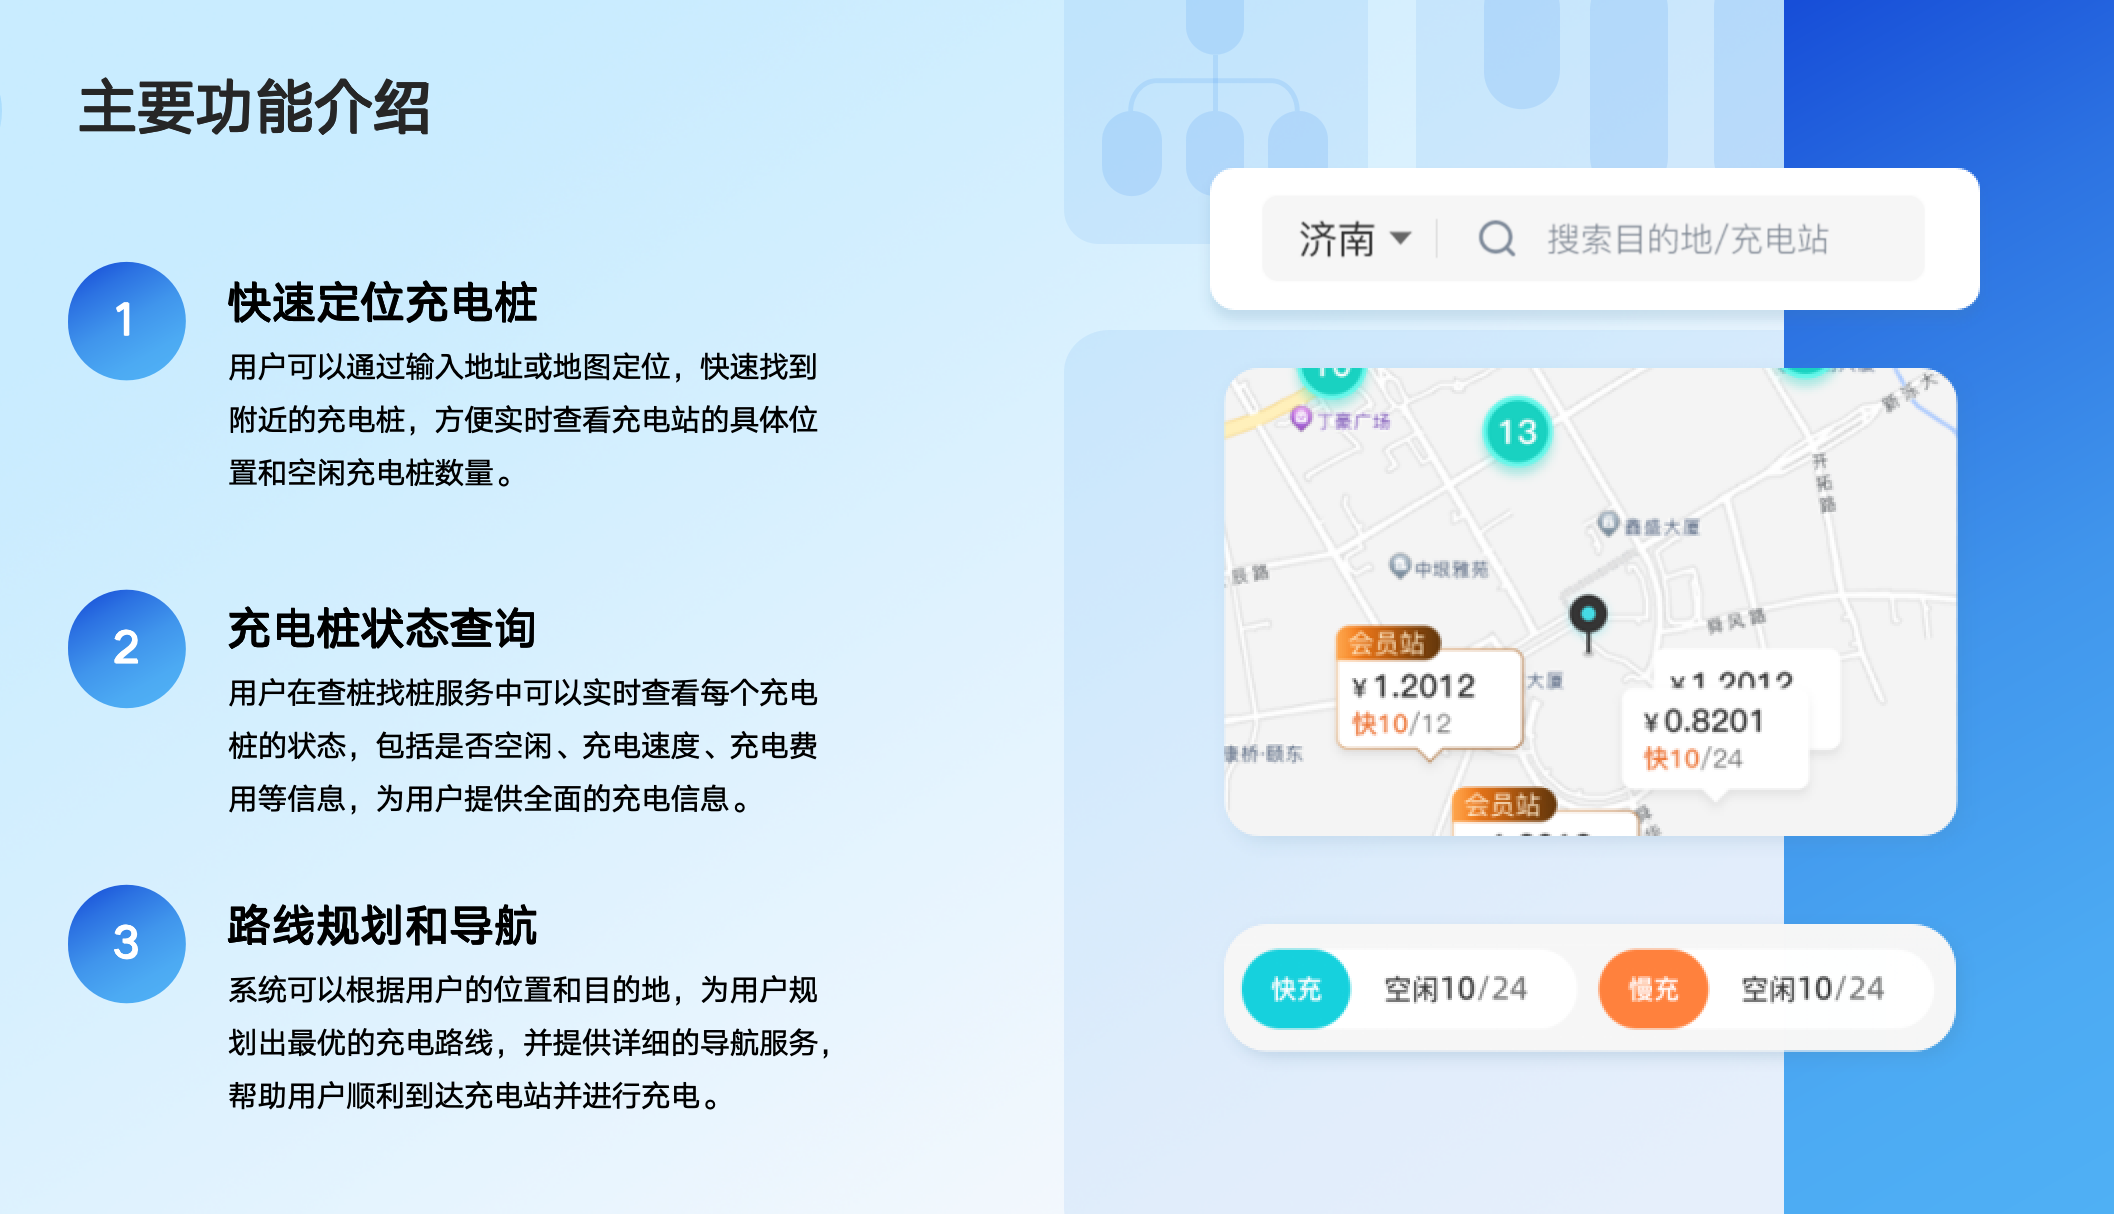 主要功能介绍
1
快速定位充电桩
用户可以通过输入地址或地图定位，快速找到
附近的充电桩，方便实时查看充电站的具体位
置和空闲充电桩数量。
2
充电桩状态查询
用户在查桩找桩服务中可以实时查看每个充电
桩的状态，包括是否空闲、充电速度、充电费
用等信息，为用户提供全面的充电信息。
3
路线规划和导航
系统可以根据用户的位置和目的地，为用户规
划出最优的充电路线，并提供详细的导航服务，
帮助用户顺利到达充电站并进行充电。
济南
搜索目的地/充电站
丁豪广场
13
开拓路
鑫盛大厦
中垠雅苑
辰路
舜风路
会员站
¥1.2012
快10/12
大厦
¥1.2012
¥0.8201
快10/24
康桥·颐东
会员站
快充
空闲10/24
慢充
空闲10/24